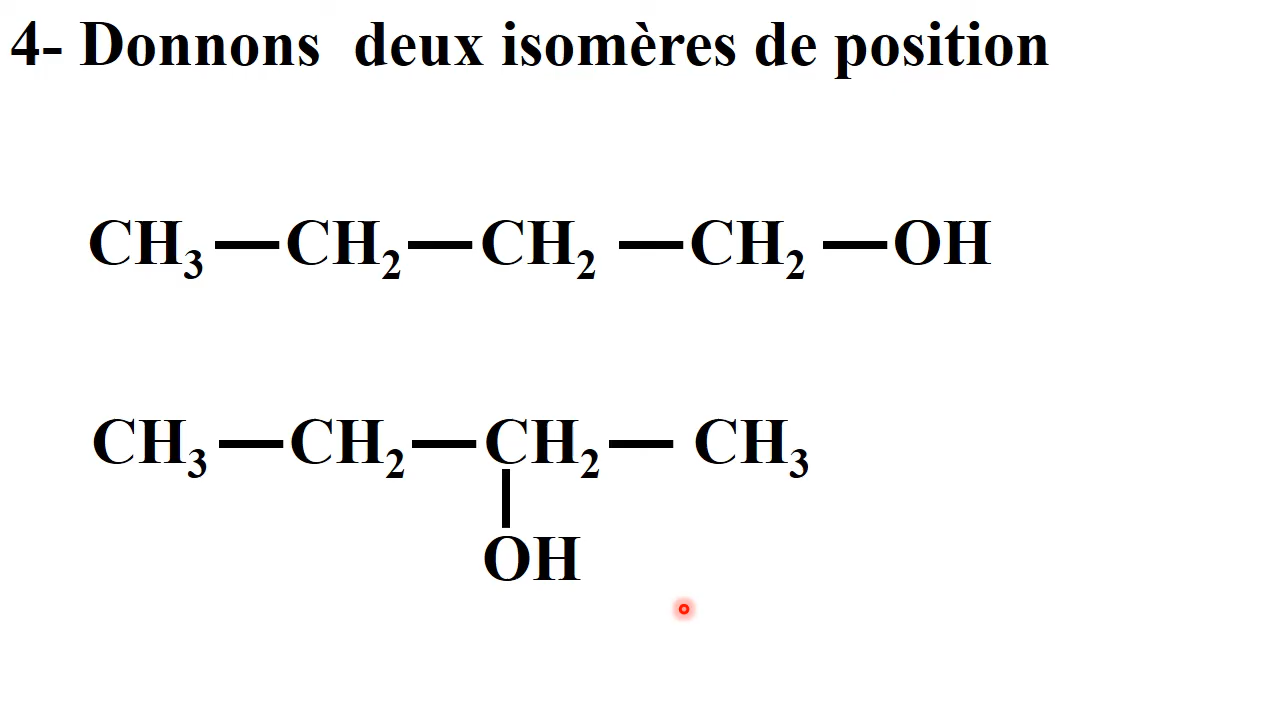 4- Donnons deux isomères de position
CH₃—CH₂—CH₂—CH₂—OH
CH₃—CH₂—CH₂—CH₃
OH